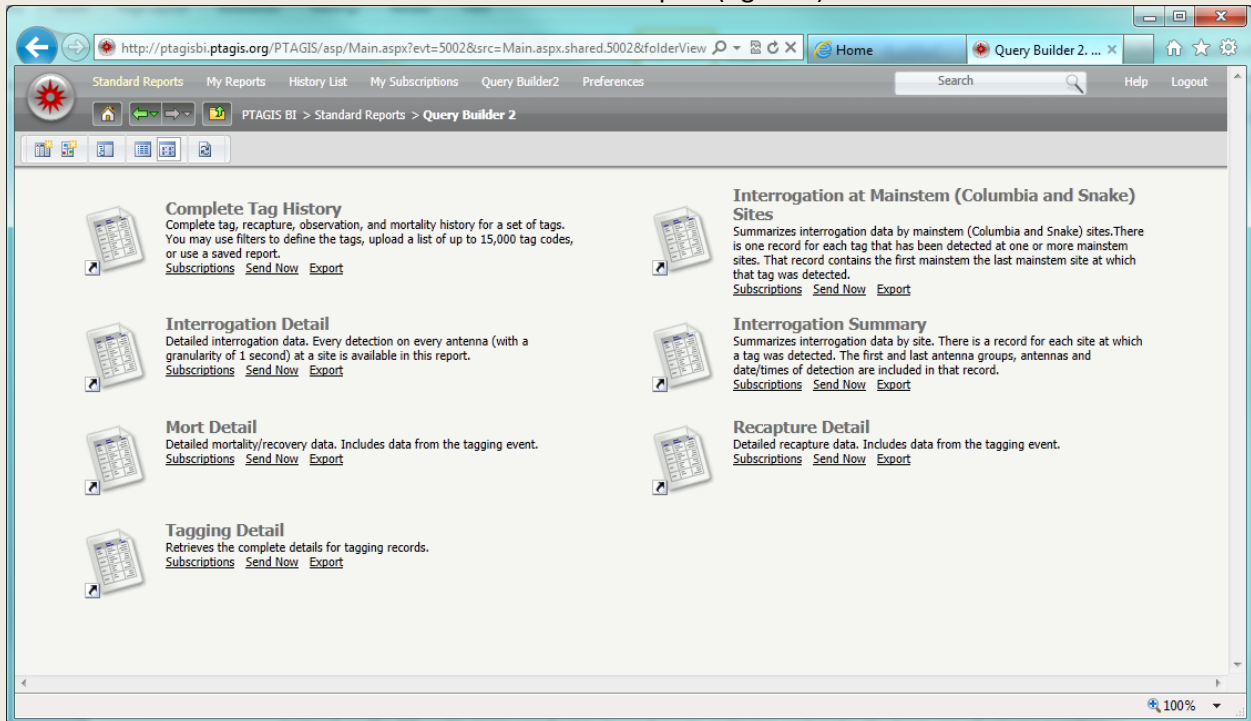 http://ptagisbi.ptagis.org/PTAGIS/asp/Main.aspx?evt=5002&src=Main.aspx.shared.5002&folderView
Home
Query Builder 2. ...
Standard Reports My Reports History List My Subscriptions Query Builder2 Preferences
Search
Help Logout
PTAGIS BI > Standard Reports > Query Builder 2
Complete Tag History
Complete tag, recapture, observation, and mortality history for a set of tags.
You may use filters to define the tags, upload a list of up to 15,000 tag codes,
or use a saved report.
Subscriptions Send Now Export
Interrogation at Mainstem (Columbia and Snake)
Sites
Summarizes interrogation data by mainstem (Columbia and Snake) sites.There
is one record for each tag that has been detected at one or more mainstem
sites. That record contains the first mainstem the last mainstem site at which
that tag was detected.
Subscriptions Send Now Export
Interrogation Detail
Detailed interrogation data. Every detection on every antenna (with a
granularity of 1 second) at a site is available in this report.
Subscriptions Send Now Export
Interrogation Summary
Summarizes interrogation data by site. There is a record for each site at which
a tag was detected. The first and last antenna groups, antennas and
date/times of detection are included in that record.
Subscriptions Send Now Export
Mort Detail
Detailed mortality/recovery data. Includes data from the tagging event.
Subscriptions Send Now Export
Recapture Detail
Detailed recapture data. Includes data from the tagging event.
Subscriptions Send Now Export
Tagging Detail
Retrieves the complete details for tagging records.
Subscriptions Send Now Export
100%